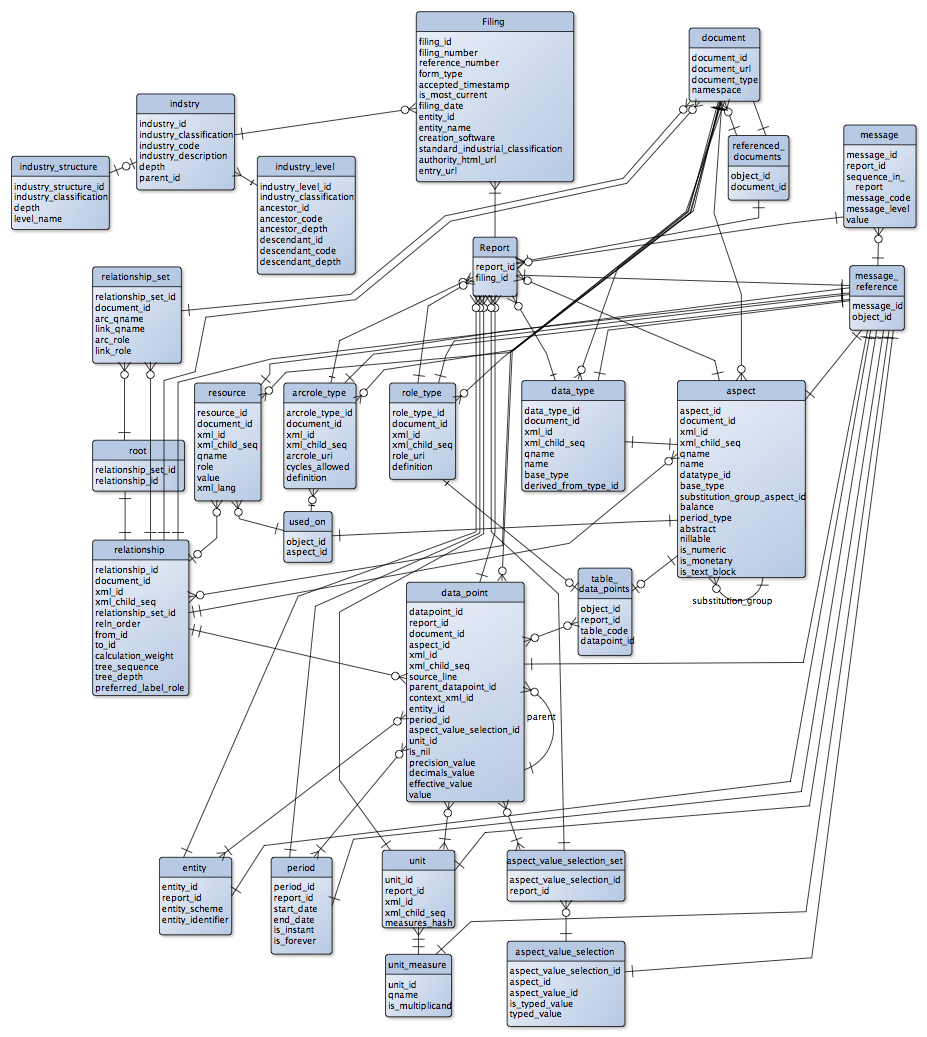 Filing
filing_id
filing_number
reference_number
form_type
accepted_timestamp
is_most_current
filing_date
entity_id
entity_name
creation_software
standard_industrial_classification
authority_html_url
entry_url
document
document_id
document_url
document_type
namespace
indstry
industry_id
industry_classification
industry_code
industry_description
depth
parent_id
industry_structure
industry_structure_id
industry_classification
depth
level_name
industry_level
industry_level_id
industry_classification
ancestor_id
ancestor_code
ancestor_depth
descendant_id
descendant_code
descendant_depth
referenced_
documents
object_id
document_id
message
message_id
report_id
sequence_in_
report
message_code
message_level
value
Report
report_id
filing_id
relationship_set
relationship_set_id
document_id
arc_qname
link_qname
arc_role
link_role
message_
reference
message_id
object_id
root
relationship_set_id
relationship_id
resource
resource_id
document_id
xml_id
xml_child_seq
qname
role
value
xml_lang
arcrole_type
arcrole_type_id
document_id
xml_id
xml_child_seq
arcrole_uri
cycles_allowed
definition
role_type
role_type_id
document_id
xml_id
xml_child_seq
role_uri
definition
data_type
data_type_id
document_id
xml_id
xml_child_seq
qname
name
base_type
derived_from_type_id
aspect
aspect_id
document_id
xml_id
xml_child_seq
qname
name
datatype_id
base_type
substitution_group_aspect_id
balance
period_type
abstract
nillable
is_numeric
is_monetary
is_text_block
substitution_group
used_on
object_id
aspect_id
relationship
relationship_id
document_id
xml_id
xml_child_seq
relationship_set_id
reln_order
from_id
to_id
calculation_weight
tree_sequence
tree_depth
preferred_label_role
table_
data_points
object_id
report_id
table_code
datapoint_id
data_point
datapoint_id
report_id
document_id
aspect_id
xml_id
xml_child_seq
source_line
parent_datapoint_id
context_xml_id
entity_id
period_id
aspect_value_selection_id
unit_id
is_nil
precision_value
decimals_value
effective_value
value
parent
entity
entity_id
report_id
entity_scheme
entity_identifier
period
period_id
report_id
start_date
end_date
is_instant
is_forever
unit
unit_id
report_id
xml_id
xml_child_seq
measures_hash
aspect_value_selection_set
aspect_value_selection_id
report_id
unit_measure
unit_id
qname
is_multiplicand
aspect_value_selection
aspect_value_selection_id
aspect_id
aspect_value_id
is_typed_value
typed_value